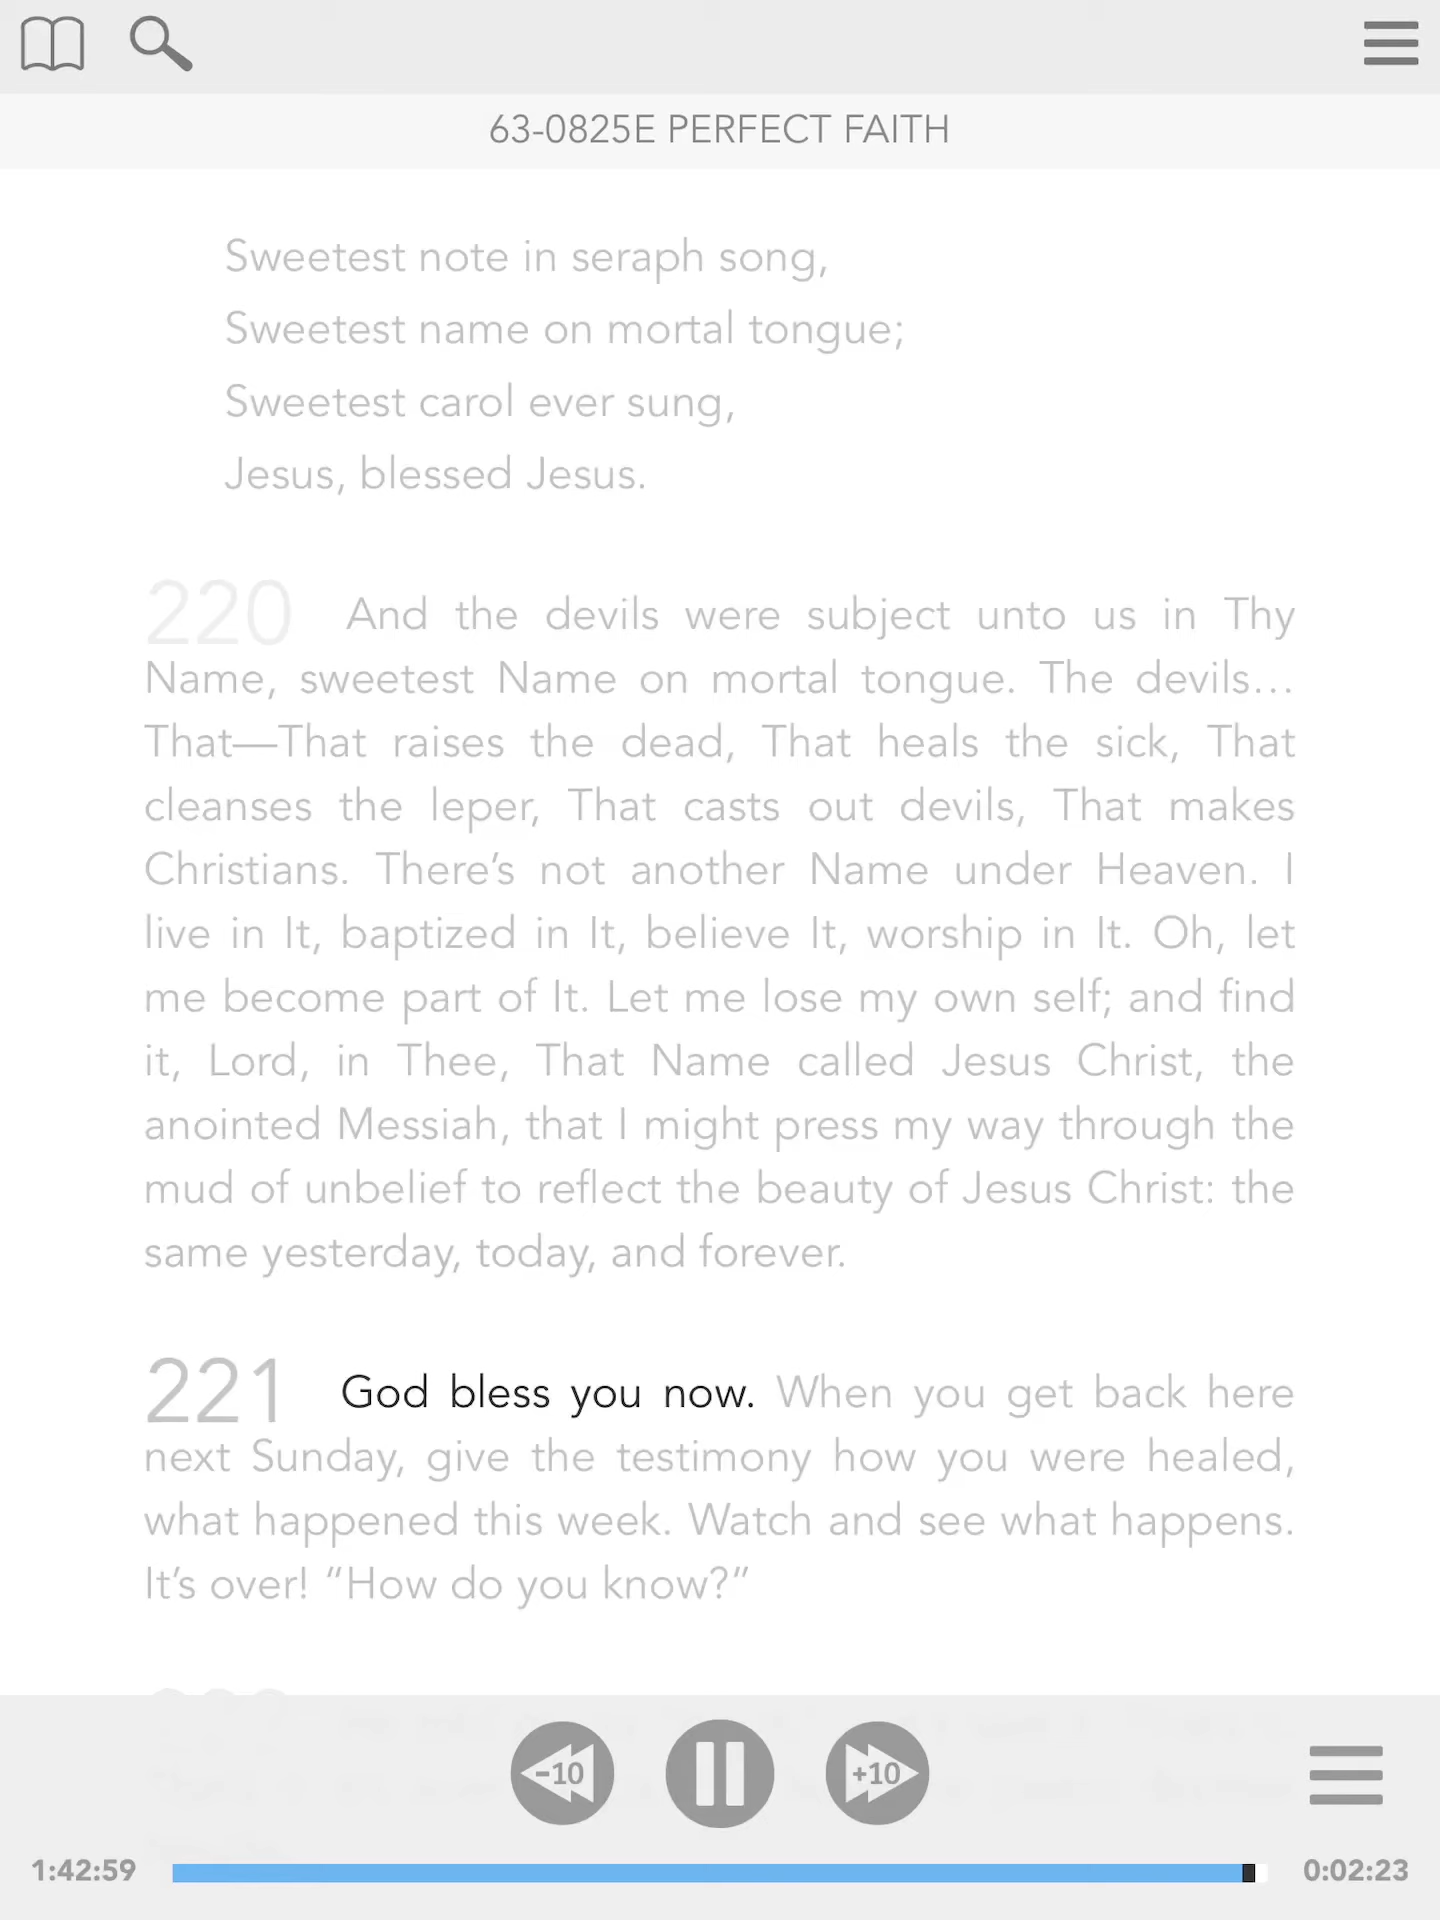 63-0825E PERFECT FAITH
Sweetest note in seraph song,
Sweetest name on mortal tongue;
Sweetest carol ever sung,
Jesus, blessed Jesus.
220 And the devils were subject unto us in Thy
Name, sweetest Name on mortal tongue. The devils…
That—That raises the dead, That heals the sick, That
cleanses the leper, That casts out devils, That makes
Christians. There’s not another Name under Heaven. I
live in It, baptized in It, believe It, worship in It. Oh, let
me become part of It. Let me lose my own self; and find
it, Lord, in Thee, That Name called Jesus Christ, the
anointed Messiah, that I might press my way through the
mud of unbelief to reflect the beauty of Jesus Christ: the
same yesterday, today, and forever.
221 God bless you now. When you get back here
next Sunday, give the testimony how you were healed,
what happened this week. Watch and see what happens.
It’s over! “How do you know?”
-10 +10
1:42:59 0:02:23